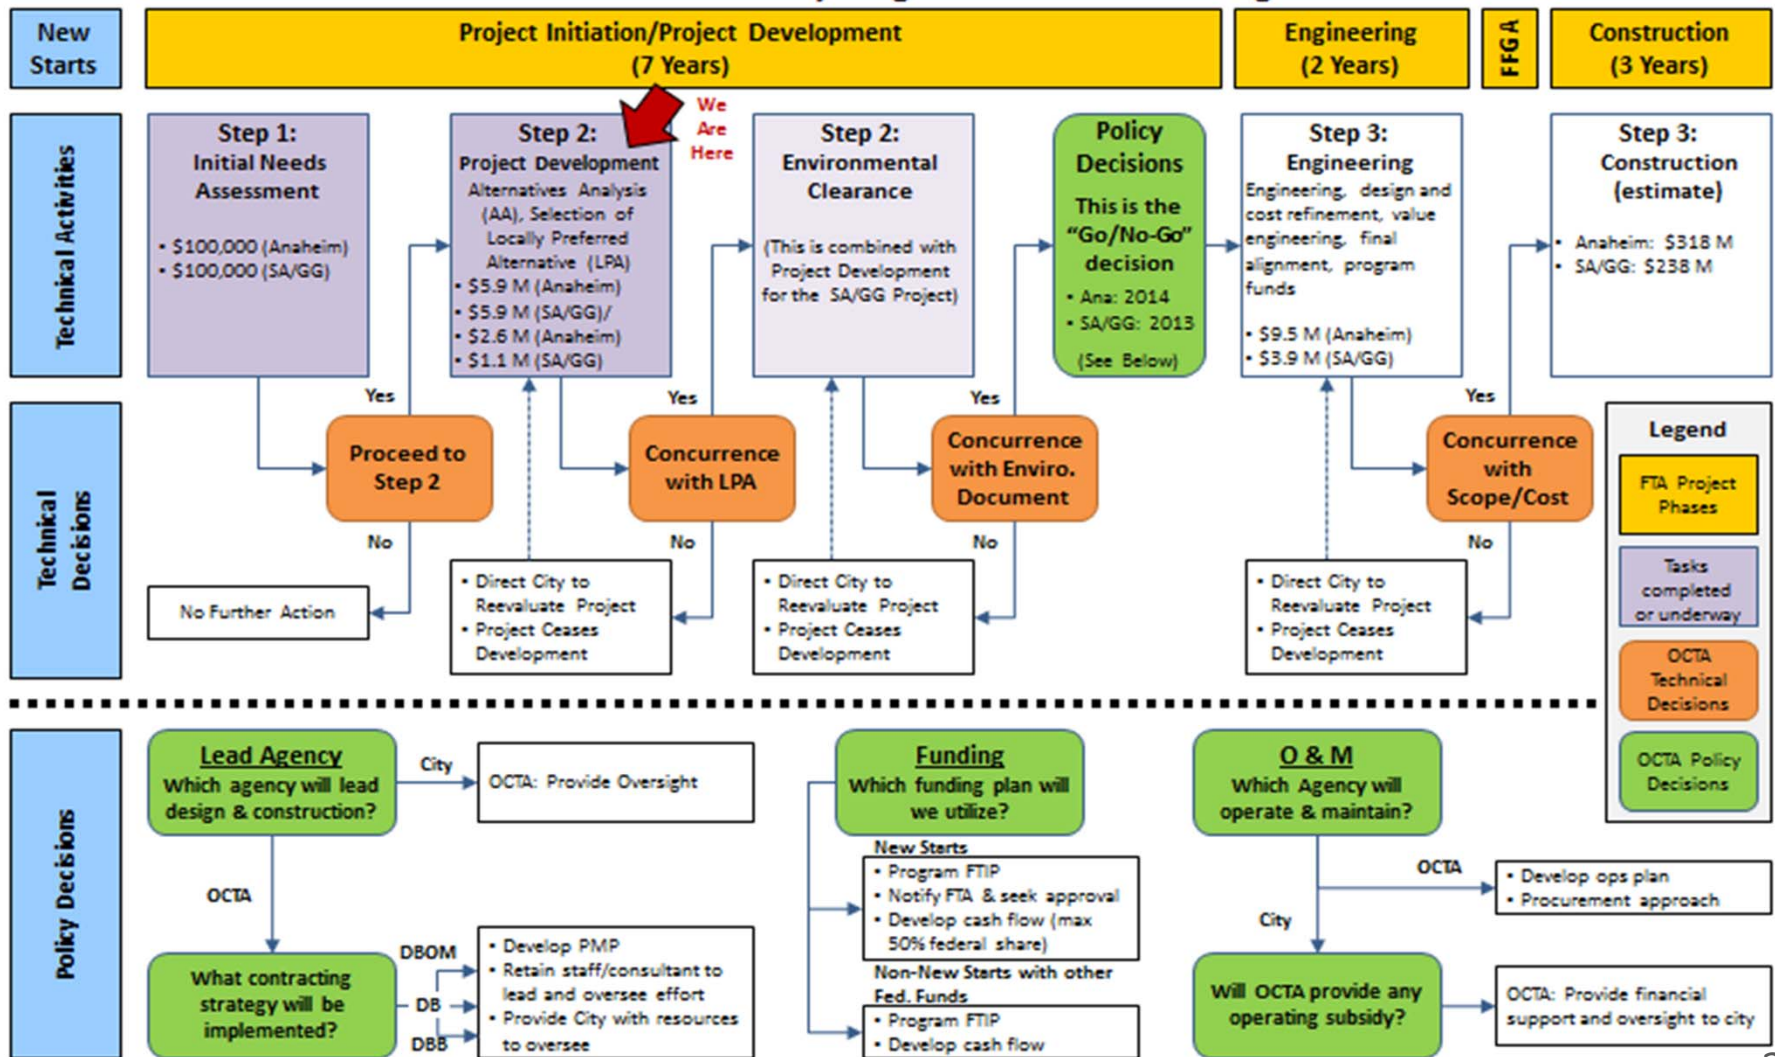 New
Starts
Project Initiation/Project Development
(7 Years)
Engineering
(2 Years)
FFGA
Construction
(3 Years)
Technical Activities
Step 1:
Initial Needs
Assessment
• $100,000 (Anaheim)
• $100,000 (SA/GG)
Step 2:
Project Development
Alternatives Analysis
(AA), Selection of
Locally Preferred
Alternative (LPA)
• $5.9 M (Anaheim)
• $5.9 M (SA/GG)/
• $2.6 M (Anaheim)
• $1.1 M (SA/GG)
We
Are
Here
Step 2:
Environmental
Clearance
(This is combined with
Project Development
for the SA/GG Project)
Policy
Decisions
This is the
“Go/No-Go”
decision
• Ana: 2014
• SA/GG: 2013
(See Below)
Step 3:
Engineering
Engineering, design and
cost refinement, value
engineering, final
alignment, program
funds
• $9.5 M (Anaheim)
• $3.9 M (SA/GG)
Step 3:
Construction
(estimate)
• Anaheim: $318 M
• SA/GG: $238 M
Technical
Decisions
Yes
Proceed to
Step 2
No
No Further Action
Yes
Concurrence
with LPA
No
• Direct City to
Reevaluate Project
• Project Ceases
Development
Yes
Concurrence
with Enviro.
Document
No
• Direct City to
Reevaluate Project
• Project Ceases
Development
Yes
Concurrence
with
Scope/Cost
No
• Direct City to
Reevaluate Project
• Project Ceases
Development
Legend
FTA Project
Phases
Tasks
completed
or underway
OCTA
Technical
Decisions
OCTA Policy
Decisions
Policy Decisions
Lead Agency
Which agency will lead
design & construction?
City
OCTA: Provide Oversight
OCTA
What contracting
strategy will be
implemented?
DBOM
DB
DBB
• Develop PMP
• Retain staff/consultant to
lead and oversee effort
• Provide City with resources
to oversee
Funding
Which funding plan will
we utilize?
New Starts
• Program FTIP
• Notify FTA & seek approval
• Develop cash flow (max
50% federal share)
Non-New Starts with other
Fed. Funds
• Program FTIP
• Develop cash flow
O & M
Which Agency will
operate & maintain?
OCTA
• Develop ops plan
• Procurement approach
City
Will OCTA provide any
operating subsidy?
OCTA: Provide financial
support and oversight to city